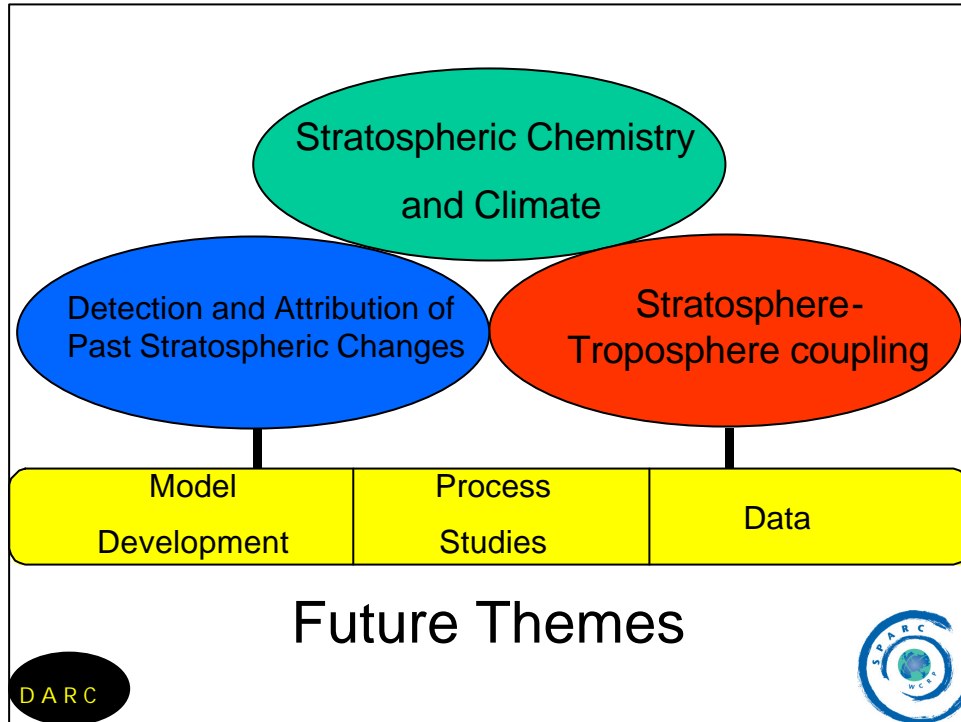 Stratospheric Chemistry
and Climate
Detection and Attribution of
Past Stratospheric Changes
Stratosphere-
Troposphere coupling
Model
Development
Process
Studies
Data
Future Themes
DARC
SPARC
WCRP